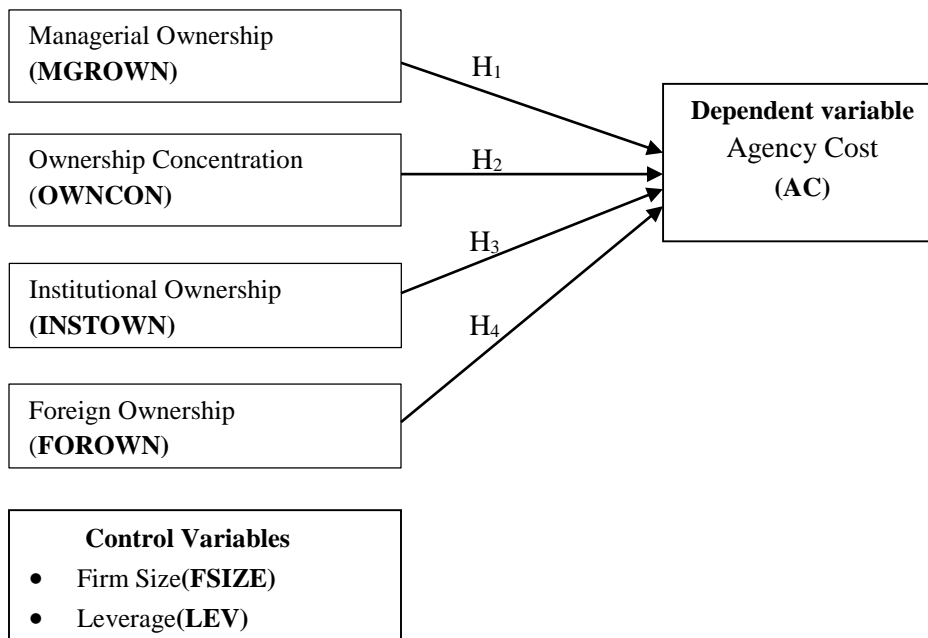 Managerial Ownership
(MGROWN)
H₁
Dependent variable
Agency Cost
(AC)
Ownership Concentration
(OWNCON)
H₂
Institutional Ownership
(INSTOWN)
H₃
Foreign Ownership
(FOROWN)
H₄
Control Variables
• Firm Size(FSIZE)
• Leverage(LEV)